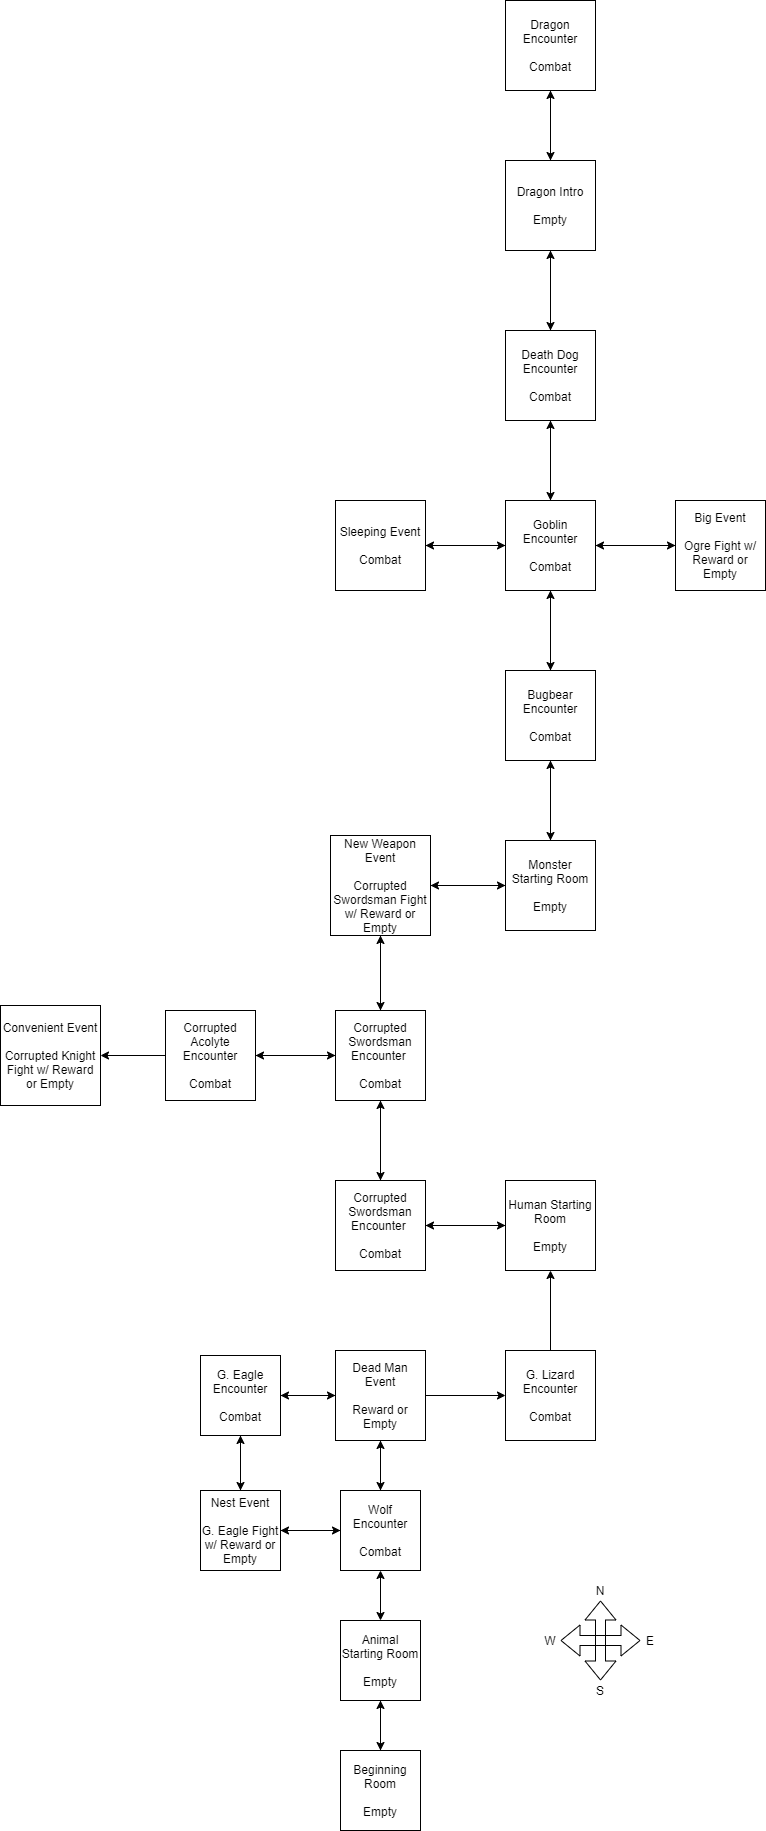 Dragon
Encounter
Combat
Dragon Intro
Empty
Death Dog
Encounter
Combat
Sleeping Event
Combat
Goblin
Encounter
Combat
Big Event
Ogre Fight w/
Reward or
Empty
Bugbear
Encounter
Combat
New Weapon
Event
Corrupted
Swordsman Fight
w/ Reward or
Empty
Monster
Starting Room
Empty
Convenient Event
Corrupted Knight
Fight w/ Reward
or Empty
Corrupted
Acolyte
Encounter
Combat
Corrupted
Swordsman
Encounter
Combat
Corrupted
Swordsman
Encounter
Combat
Human Starting
Room
Empty
G. Eagle
Encounter
Combat
Dead Man
Event
Reward or
Empty
G. Lizard
Encounter
Combat
Nest Event
G. Eagle Fight
w/ Reward or
Empty
Wolf
Encounter
Combat
Animal
Starting Room
Empty
N
W
E
S
Beginning
Room
Empty